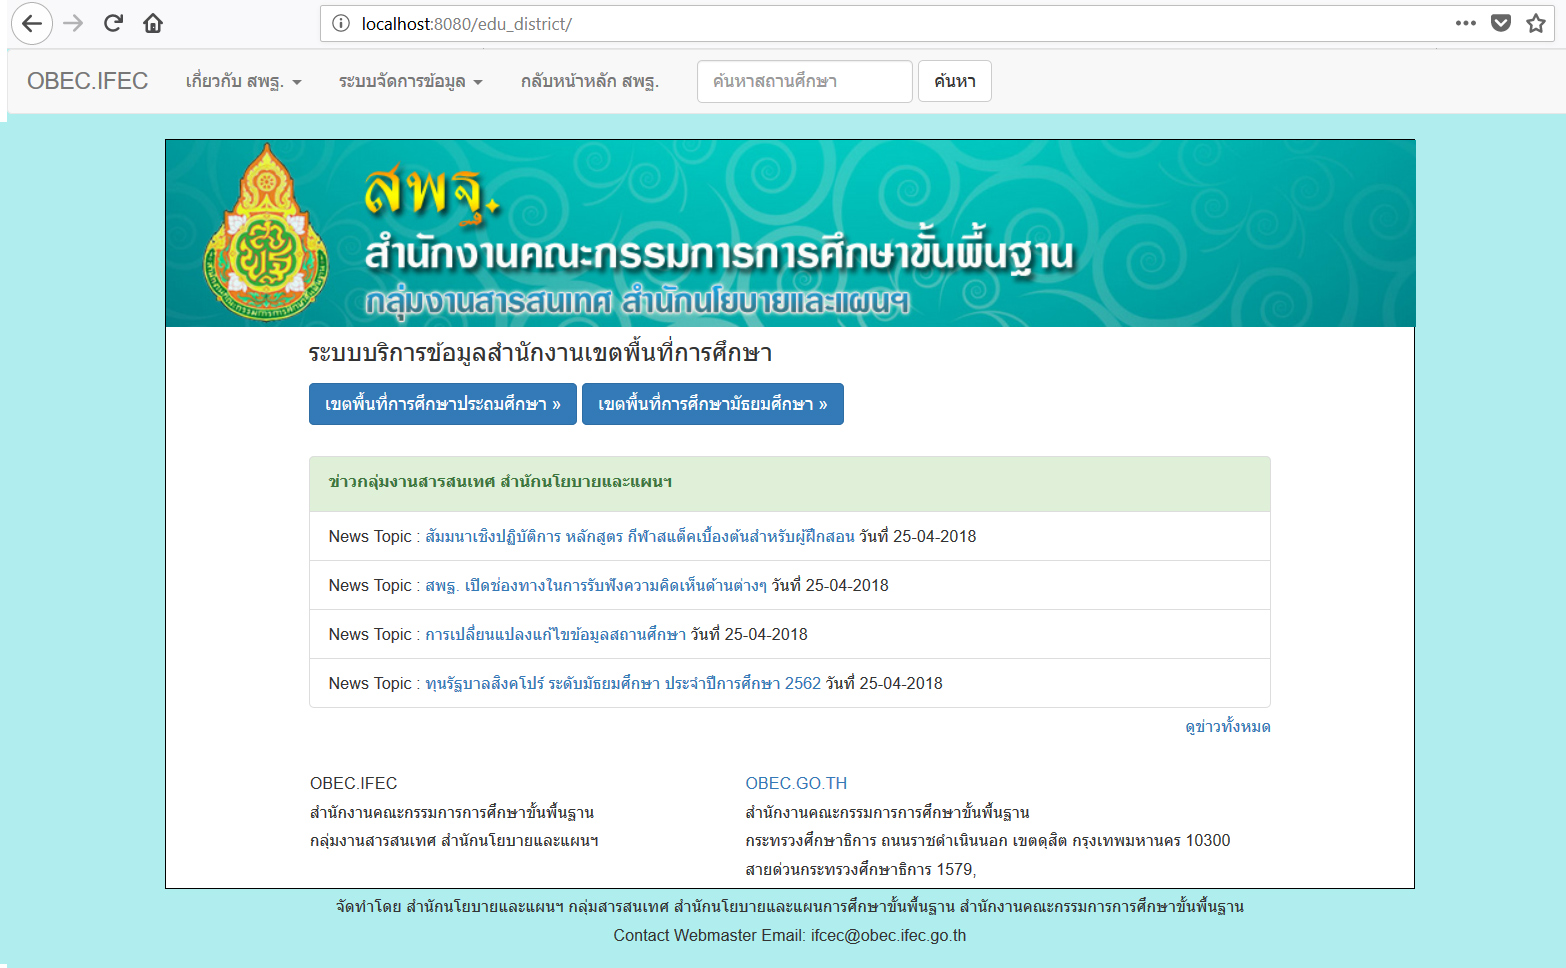 localhost:8080/edu_district/
OBEC.IFEC เกี่ยวกับ สพฐ. ระบบจัดการข้อมูล กลับหน้าหลัก สพฐ. ค้นหาสถานศึกษา ค้นหา
สพฐ.
สำนักงานคณะกรรมการการศึกษาขั้นพื้นฐาน
กลุ่มงานสารสนเทศ สำนักนโยบายและแผนฯ
ระบบบริการข้อมูลสำนักงานเขตพื้นที่การศึกษา
เขตพื้นที่การศึกษาประถมศึกษา » เขตพื้นที่การศึกษามัธยมศึกษา »
ข่าวกลุ่มงานสารสนเทศ สำนักนโยบายและแผนฯ
News Topic : สัมมนาเชิงปฏิบัติการ หลักสูตร กีฬาสแต็คเบื้องต้นสำหรับผู้ฝึกสอน วันที่ 25-04-2018
News Topic : สพฐ. เปิดช่องทางในการรับฟังความคิดเห็นด้านต่างๆ วันที่ 25-04-2018
News Topic : การเปลี่ยนแปลงแก้ไขข้อมูลสถานศึกษา วันที่ 25-04-2018
News Topic : ทุนรัฐบาลสิงคโปร์ ระดับมัธยมศึกษา ประจำปีการศึกษา 2562 วันที่ 25-04-2018
ดูข่าวทั้งหมด
OBEC.IFEC
สำนักงานคณะกรรมการการศึกษาขั้นพื้นฐาน
กลุ่มงานสารสนเทศ สำนักนโยบายและแผนฯ
OBEC.GO.TH
สำนักงานคณะกรรมการการศึกษาขั้นพื้นฐาน
กระทรวงศึกษาธิการ ถนนราชดำเนินนอก เขตดุสิต กรุงเทพมหานคร 10300
สายด่วนกระทรวงศึกษาธิการ 1579,
จัดทำโดย สำนักนโยบายและแผนฯ กลุ่มสารสนเทศ สำนักนโยบายและแผนการศึกษาขั้นพื้นฐาน สำนักงานคณะกรรมการการศึกษาขั้นพื้นฐาน
Contact Webmaster Email: ifcec@obec.ifec.go.th